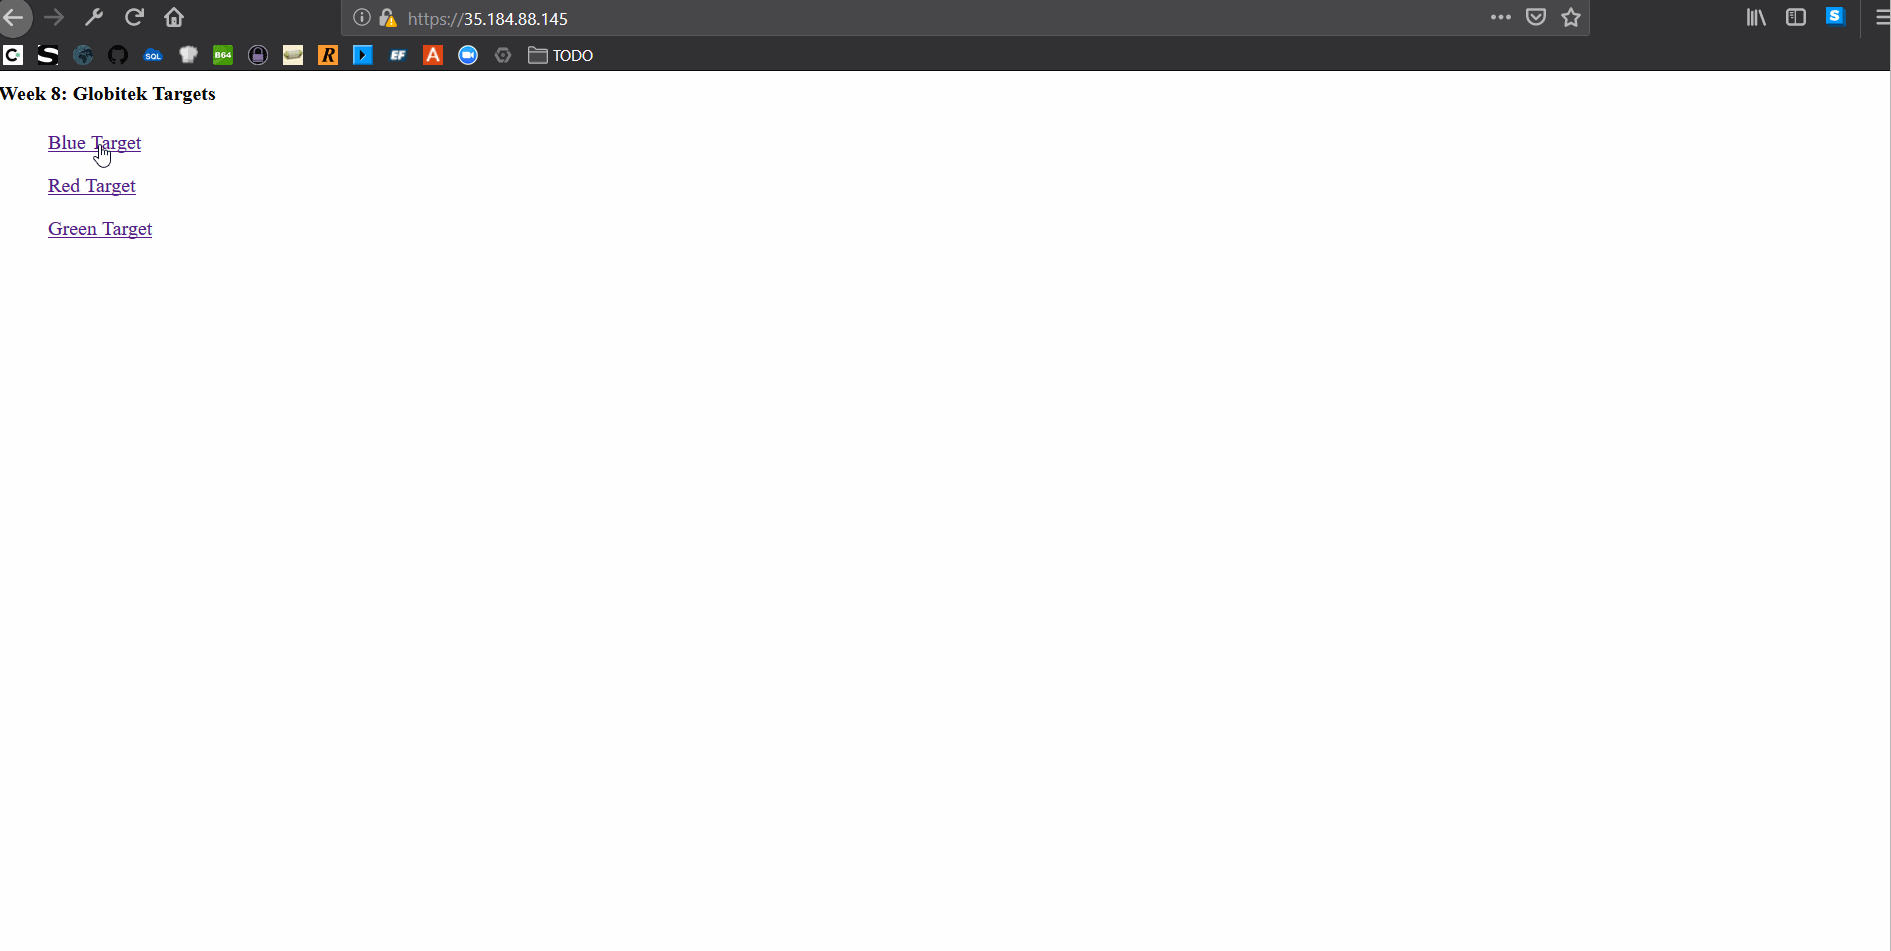 https://35.184.88.145
S
C
S
SQL
B64
R
EF
A
TODO
Week 8: Globitek Targets
Blue Target
Red Target
Green Target